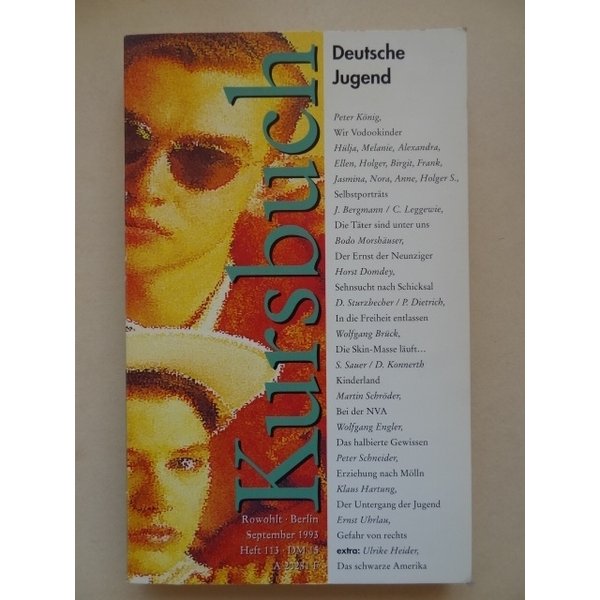 Kursbuch
Deutsche
Jugend
Peter König,
Wir Vodookinder
Hülja, Melanie, Alexandra,
Ellen, Holger, Birgit, Frank,
Jasmina, Nora, Anne, Holger S.,
Selbstporträts
J. Bergmann / C. Leggewie,
Die Täter sind unter uns
Bodo Morshäuser,
Der Ernst der Neunziger
Horst Domdey,
Sehnsucht nach Schicksal
D. Sturzbecher / P. Dietrich,
In die Freiheit entlassen
Wolfgang Brück,
Die Skin-Masse läuft...
S. Sauer / D. Konnerth
Kinderland
Martin Schröder,
Bei der NVA
Wolfgang Engler,
Das halbierte Gewissen
Peter Schneider,
Erziehung nach Mölln
Klaus Hartung,
Der Untergang der Jugend
Ernst Uhrlau,
Gefahr von rechts
extra: Ulrike Heider,
Das schwarze Amerika
Rowohlt · Berlin
September 1993
Heft 113 · DM 15
A 27281 F